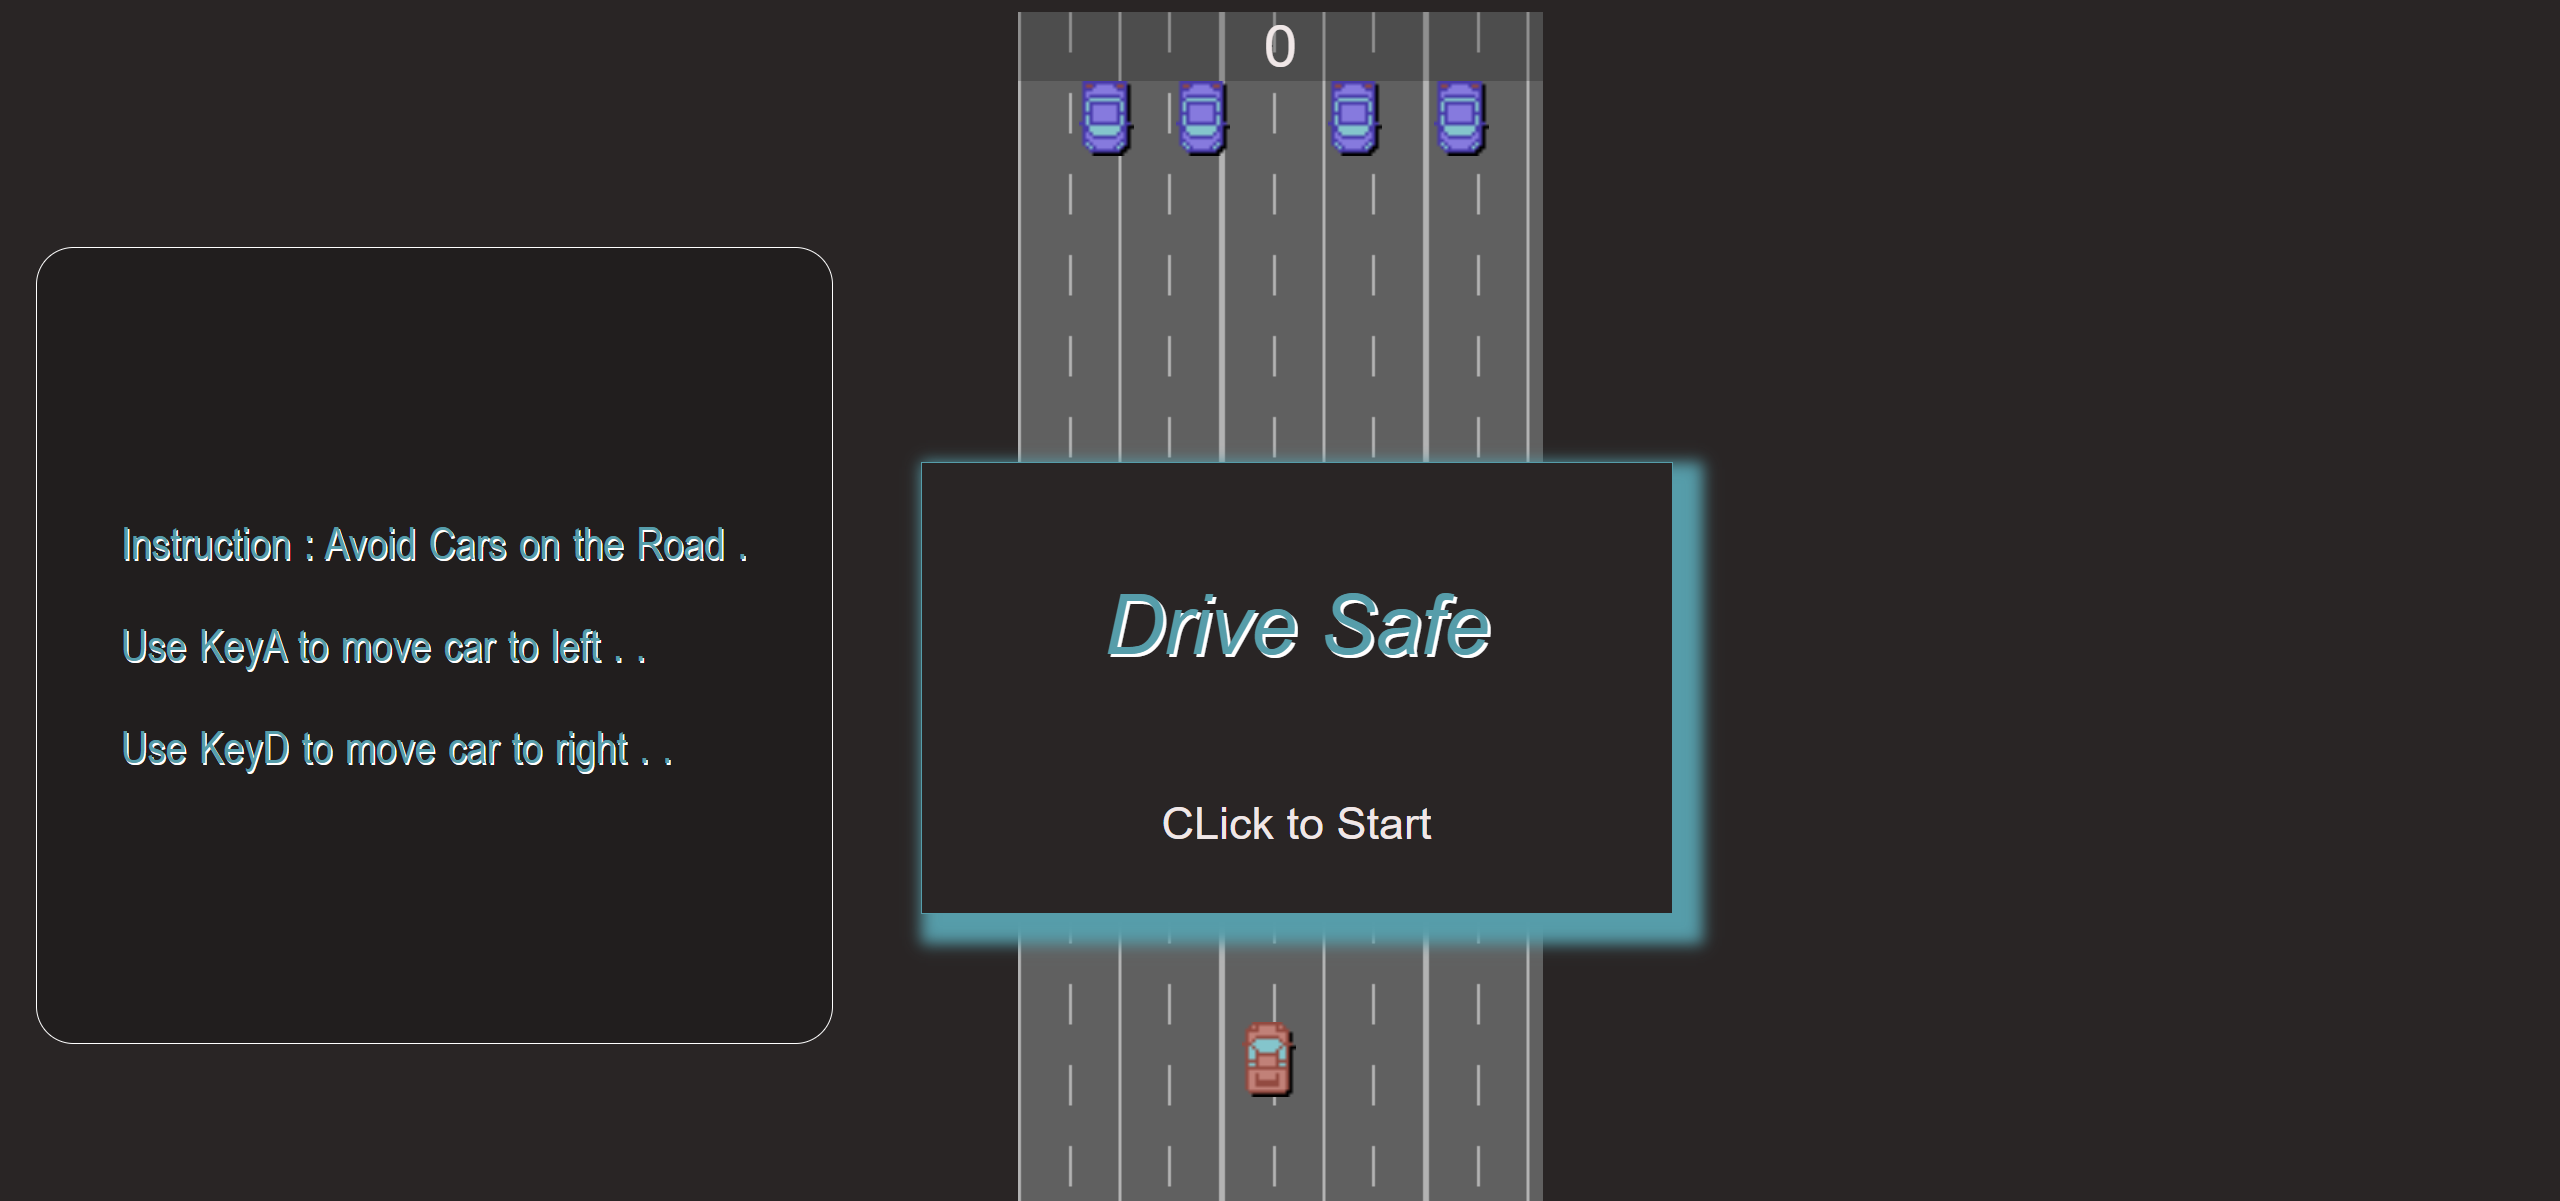 0
Instruction : Avoid Cars on the Road .
Use KeyA to move car to left . .
Use KeyD to move car to right . .
Drive Safe
CLick to Start